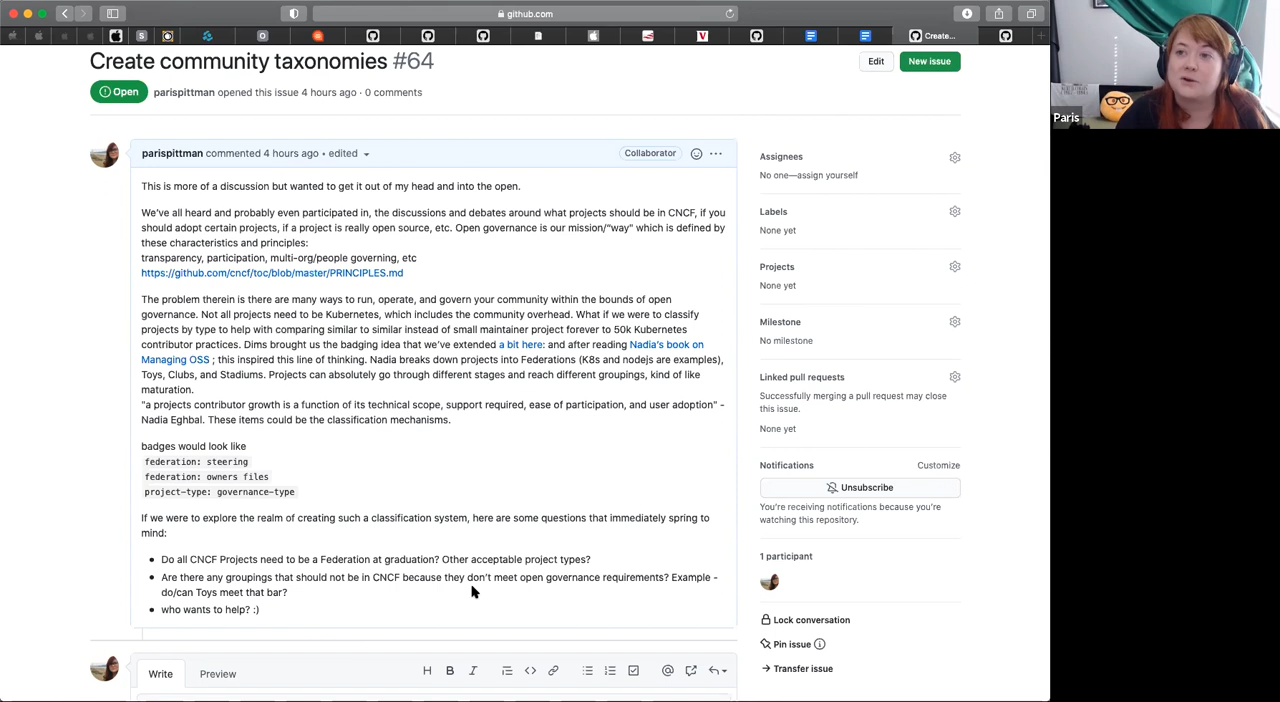 github.com
Create...
Create community taxonomies #64
Edit
New issue
Open
parispittman opened this issue 4 hours ago · 0 comments
parispittman commented 4 hours ago • edited
Collaborator
This is more of a discussion but wanted to get it out of my head and into the open.
We've all heard and probably even participated in, the discussions and debates around what projects should be in CNCF, if you
should adopt certain projects, if a project is really open source, etc. Open governance is our mission/"way" which is defined by
these characteristics and principles:
transparency, participation, multi-org/people governing, etc
https://github.com/cncf/toc/blob/master/PRINCIPLES.md
The problem therein is there are many ways to run, operate, and govern your community within the bounds of open
governance. Not all projects need to be Kubernetes, which includes the community overhead. What if we were to classify
projects by type to help with comparing similar to similar instead of small maintainer project forever to 50k Kubernetes
contributor practices. Dims brought us the badging idea that we've extended a bit here: and after reading Nadia's book on
Managing OSS ; this inspired this line of thinking. Nadia breaks down projects into Federations (K8s and nodejs are examples),
Toys, Clubs, and Stadiums. Projects can absolutely go through different stages and reach different groupings, kind of like
maturation.
"a projects contributor growth is a function of its technical scope, support required, ease of participation, and user adoption" -
Nadia Eghbal. These items could be the classification mechanisms.
badges would look like
federation: steering
federation: owners files
project-type: governance-type
If we were to explore the realm of creating such a classification system, here are some questions that immediately spring to
mind:
• Do all CNCF Projects need to be a Federation at graduation? Other acceptable project types?
• Are there any groupings that should not be in CNCF because they don't meet open governance requirements? Example -
do/can Toys meet that bar?
• who wants to help? :)
Write
Preview
Assignees
No one—assign yourself
Labels
None yet
Projects
None yet
Milestone
No milestone
Linked pull requests
Successfully merging a pull request may close
this issue.
None yet
Notifications
Customize
Unsubscribe
You're receiving notifications because you're
watching this repository.
1 participant
Lock conversation
Pin issue
Transfer issue
Paris